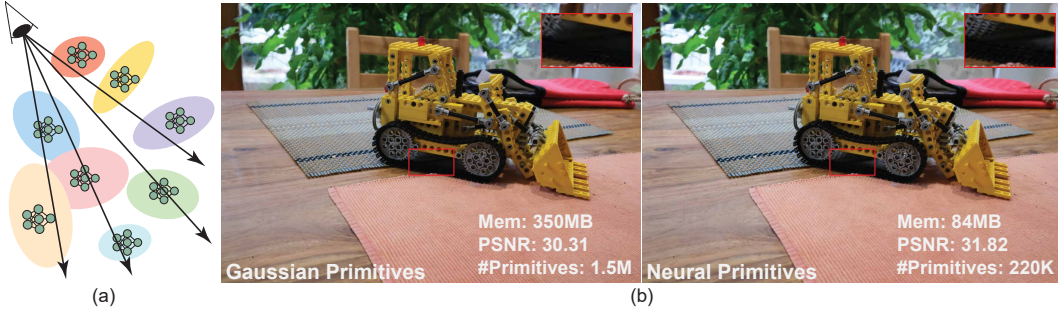 Mem: 350MB
PSNR: 30.31
#Primitives: 1.5M
Gaussian Primitives
Mem: 84MB
PSNR: 31.82
#Primitives: 220K
Neural Primitives
(a)
(b)